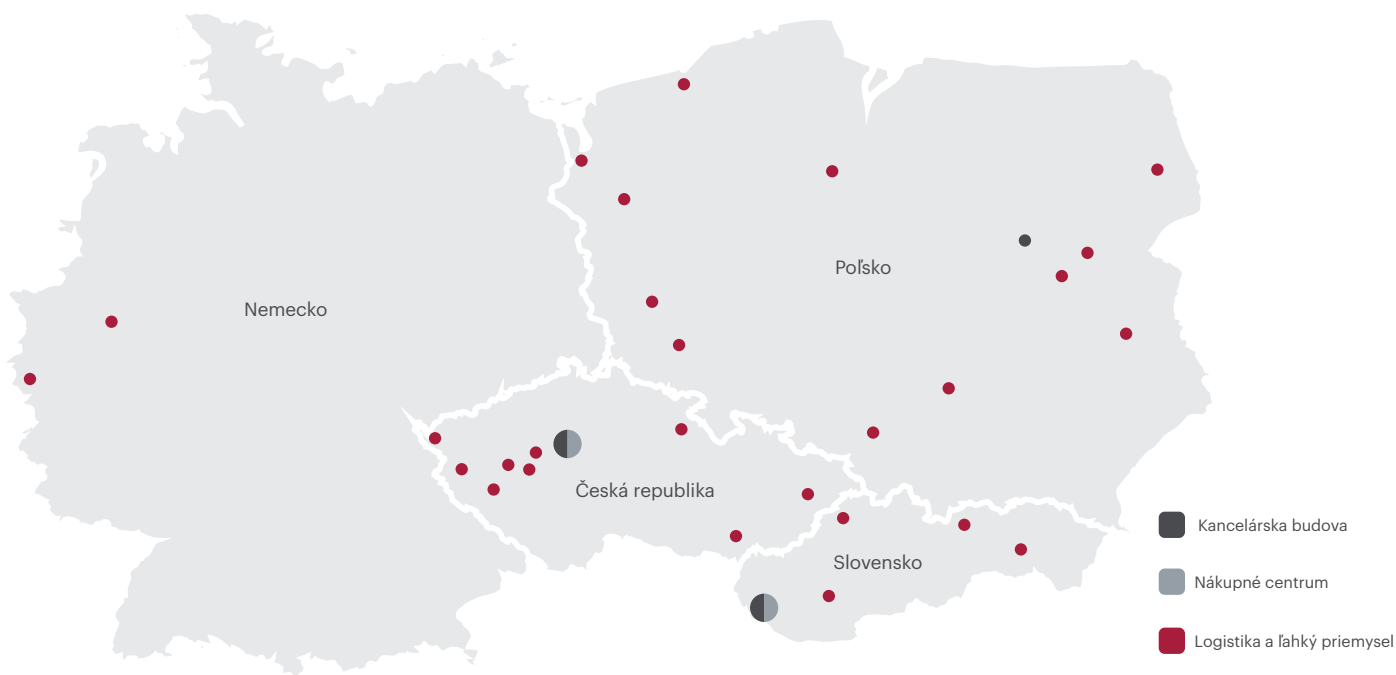 Poľsko
Nemecko
Česká republika
Slovensko
Kancelárska budova
Nákupné centrum
Logistika a ľahký priemysel